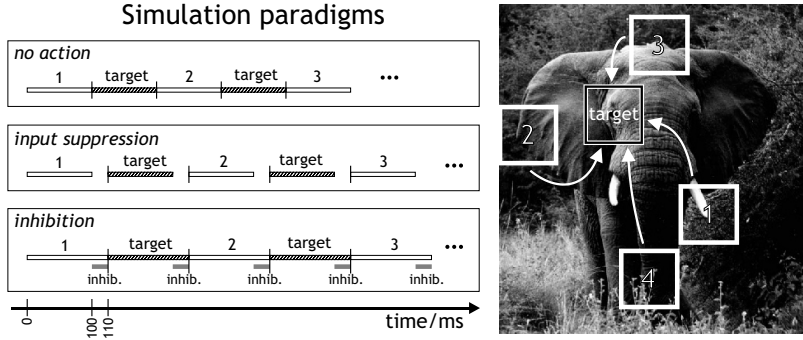 Simulation paradigms
no action
1 target 2 target 3 ...
input suppression
1 target 2 target 3 ...
inhibition
1 target 2 target 3 ...
inhib. inhib. inhib. inhib. inhib.
time/ms
0 100 110
3
target
2
1
4